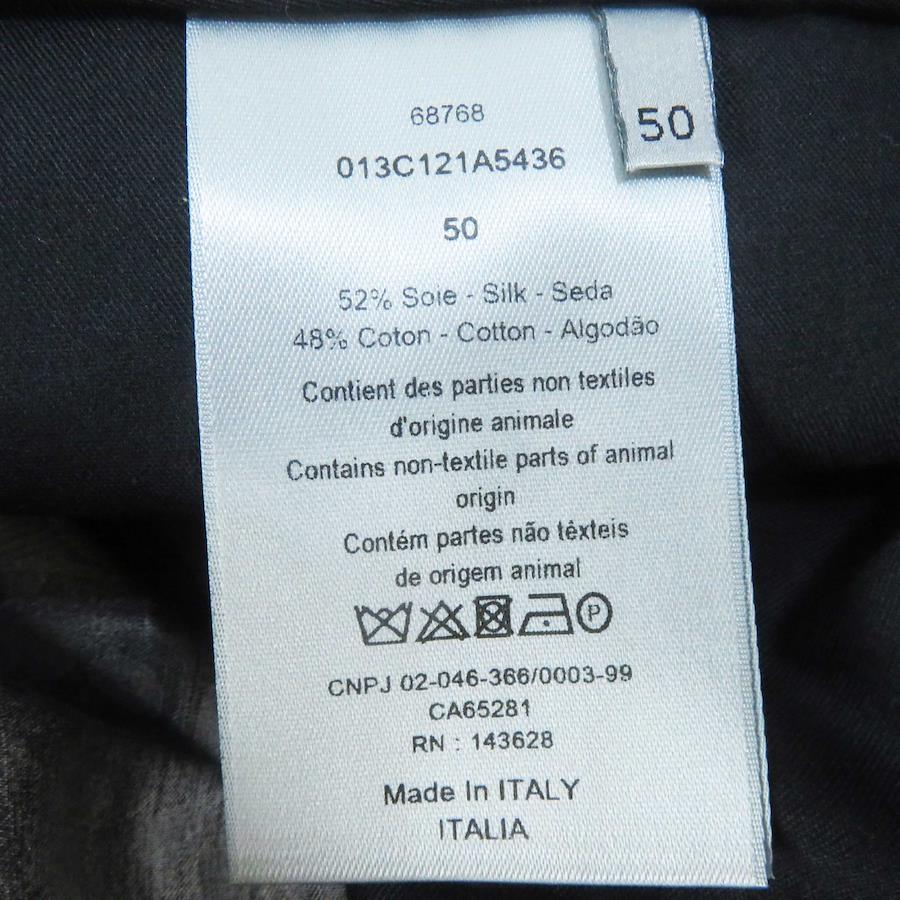 68768
50
013C121A5436
50
52% Soie - Silk - Seda
48% Coton - Cotton - Algodão
Contient des parties non textiles
d'origine animale
Contains non-textile parts of animal
origin
Contém partes não têxteis
de origem animal
P
CNPJ 02-046-366/0003-99
CA65281
RN : 143628
Made In ITALY
ITALIA